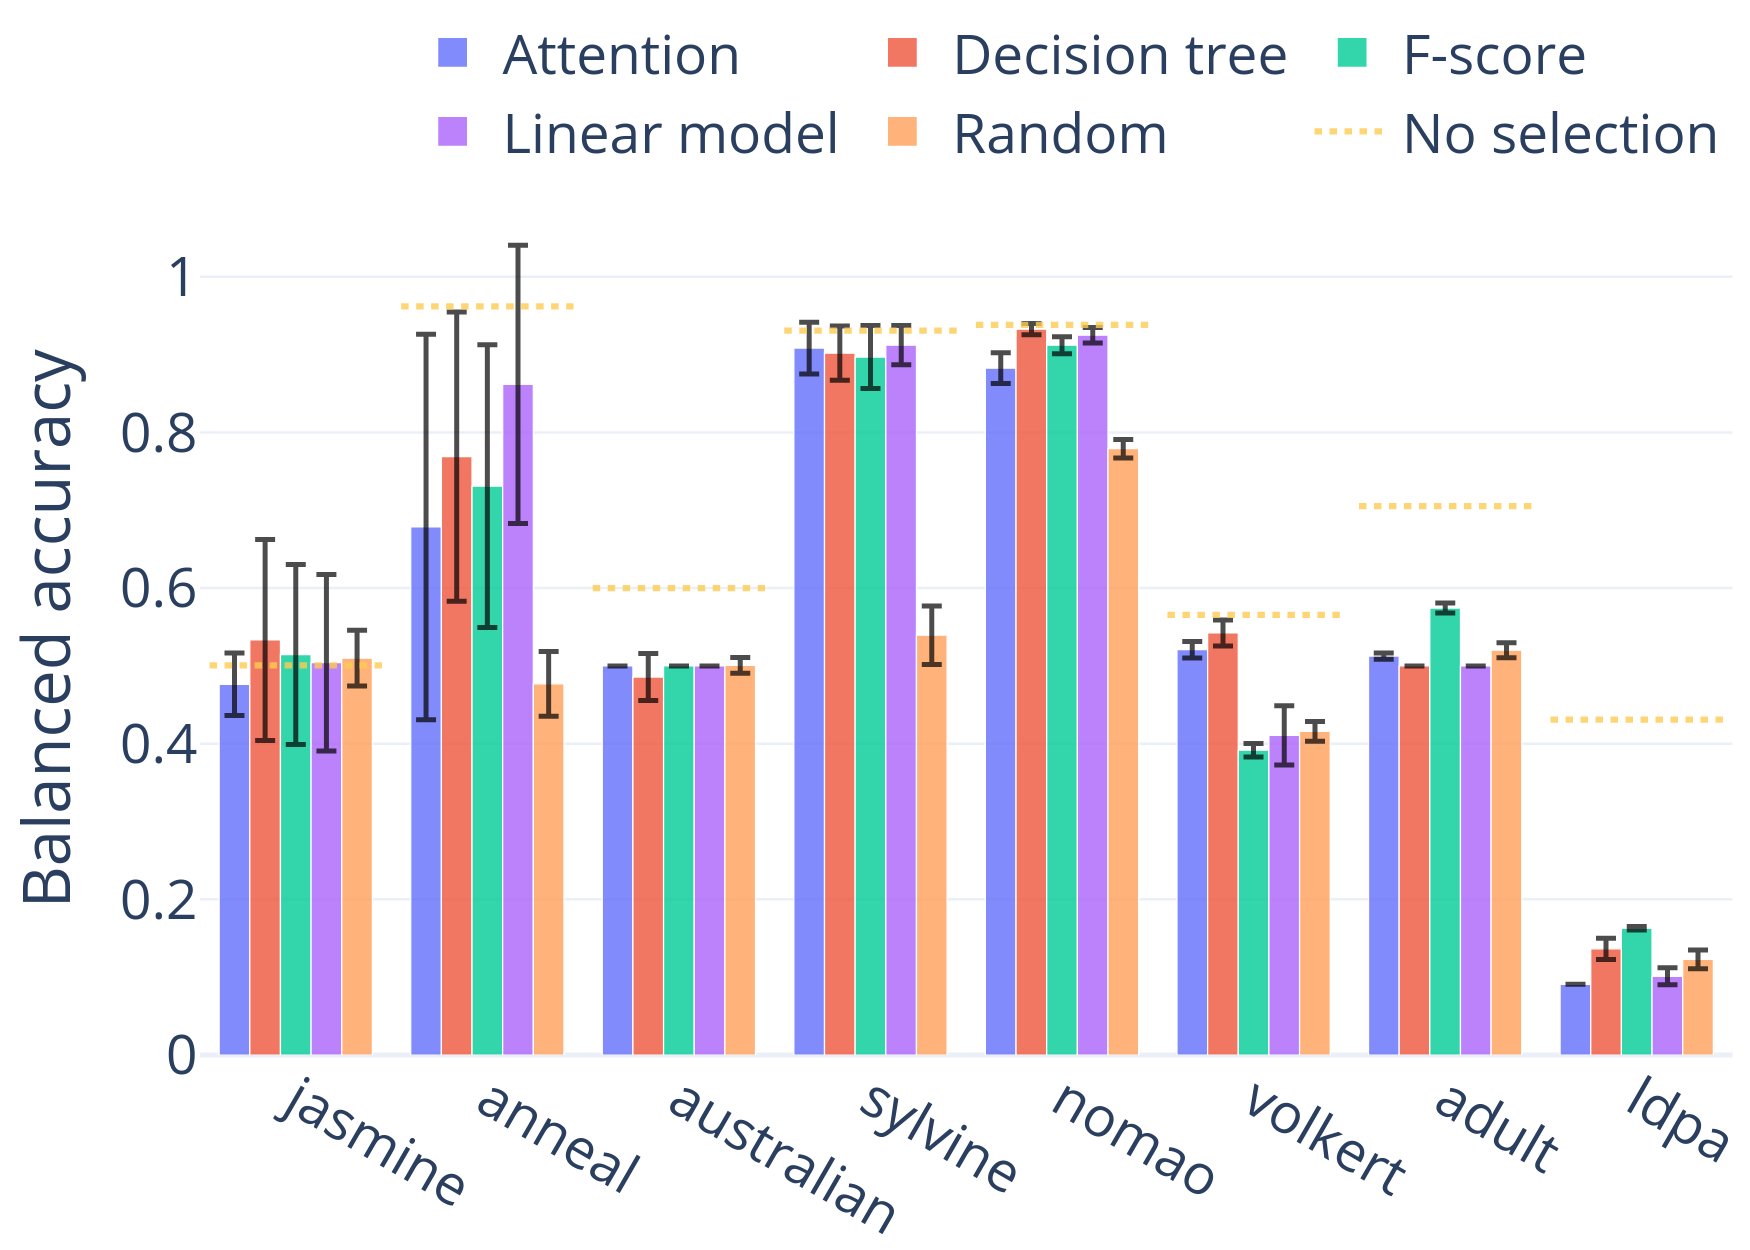 Attention Decision tree F-score
Linear model Random No selection
Balanced accuracy
1
0.8
0.6
0.4
0.2
0
jasmine anneal australian sylvine nomao volkert adult ldpa